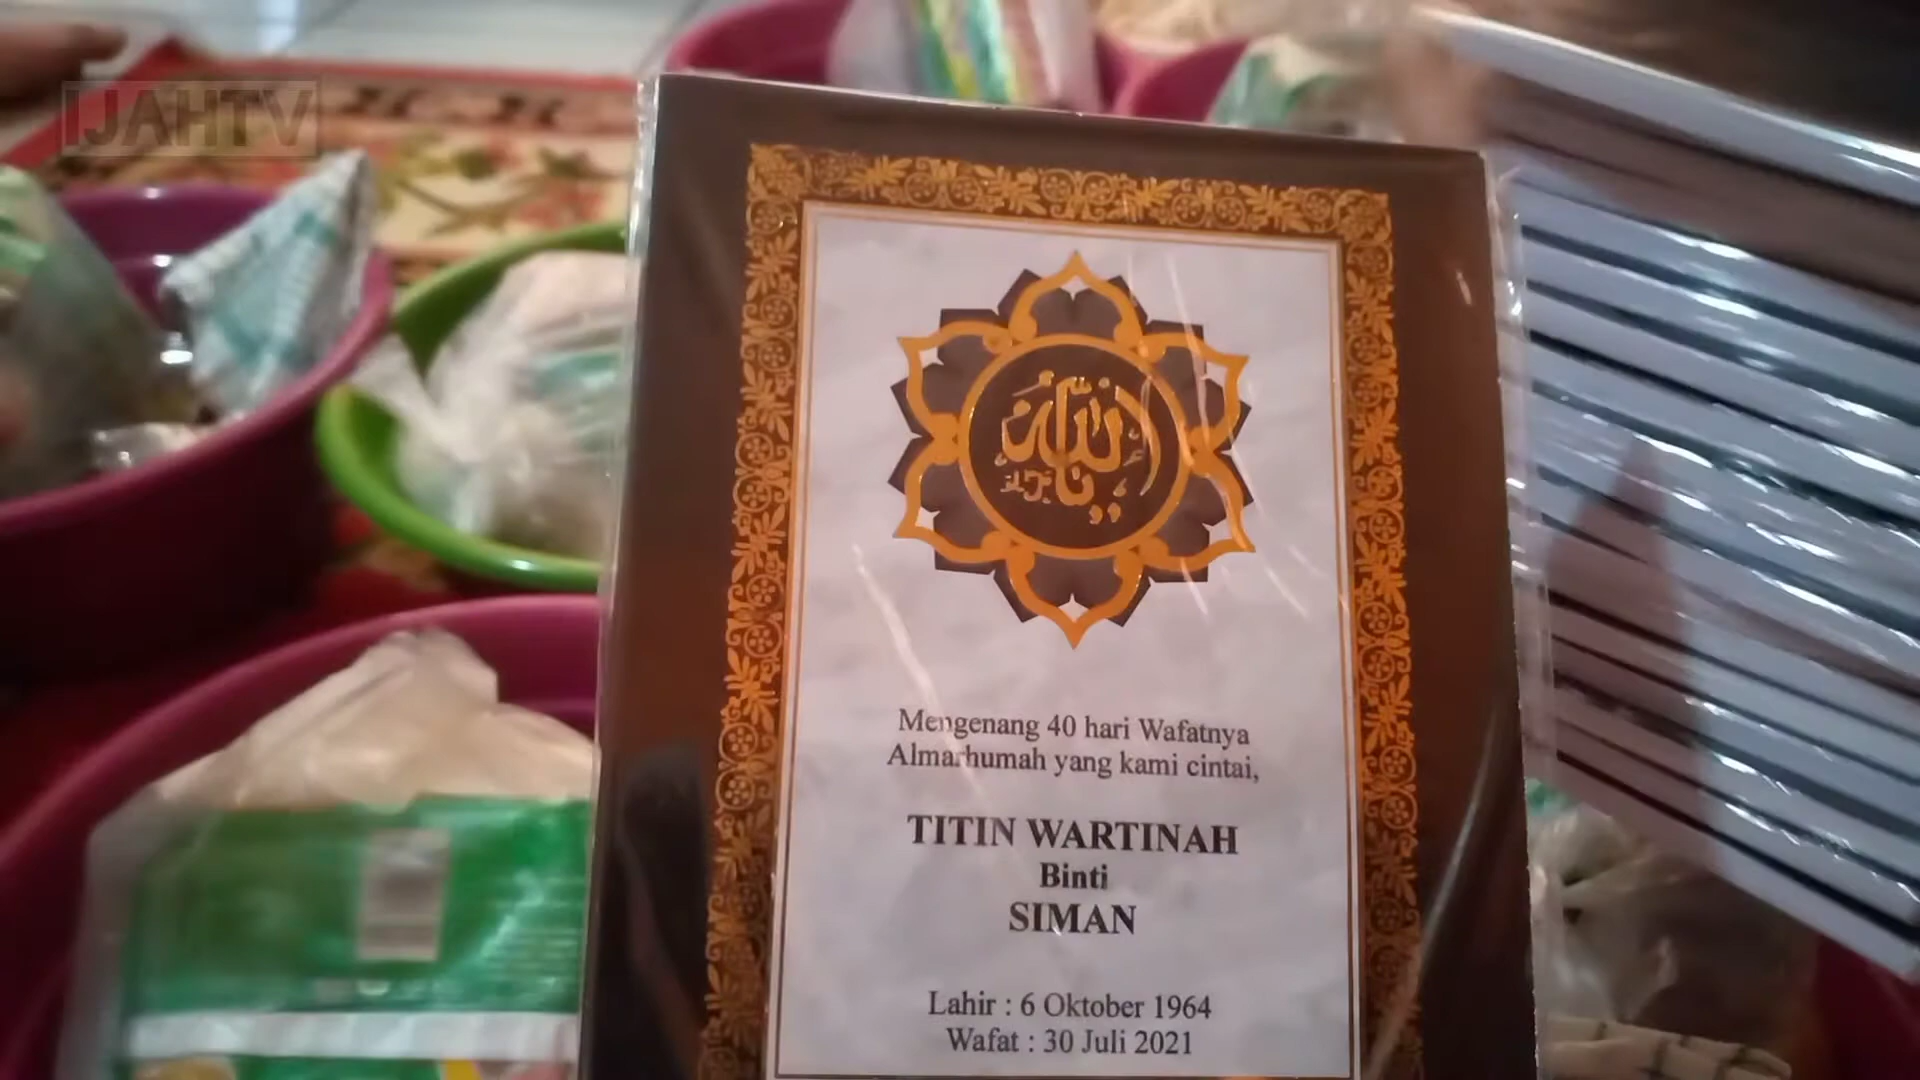 IJAHTV
Mengenang 40 hari Wafatnya
Almarhumah yang kami cintai,
TITIN WARTINAH
Binti
SIMAN
Lahir : 6 Oktober 1964
Wafat : 30 Juli 2021